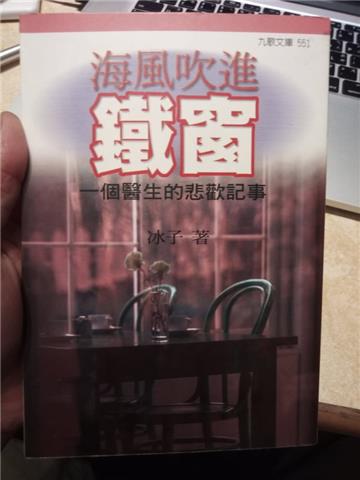 九歌文庫 551
海風吹進
鐵窗
一個醫生的悲歡記事
冰子 著